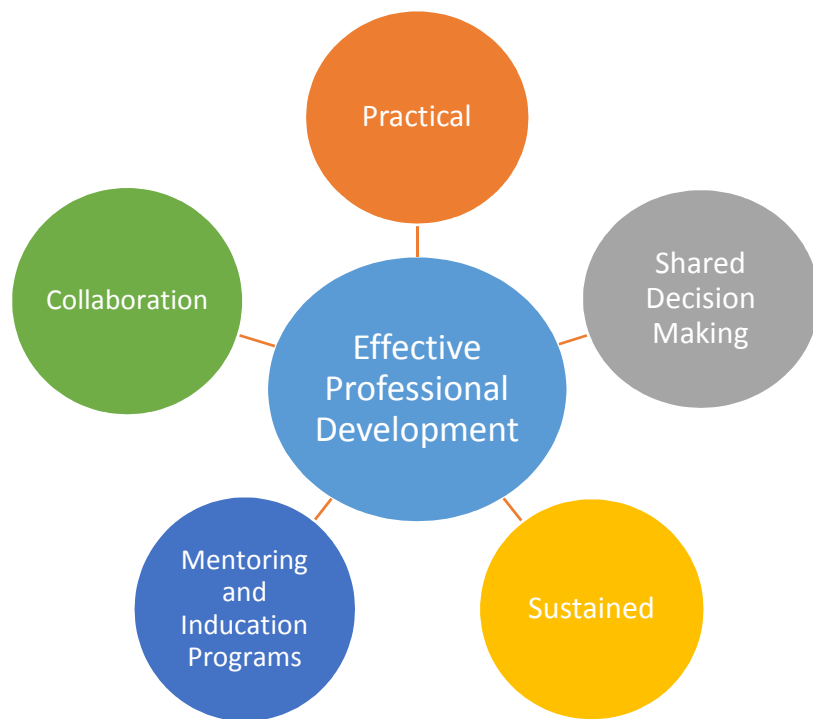 Practical
Shared
Decision
Making
Collaboration
Effective
Professional
Development
Mentoring
and
Inducation
Programs
Sustained